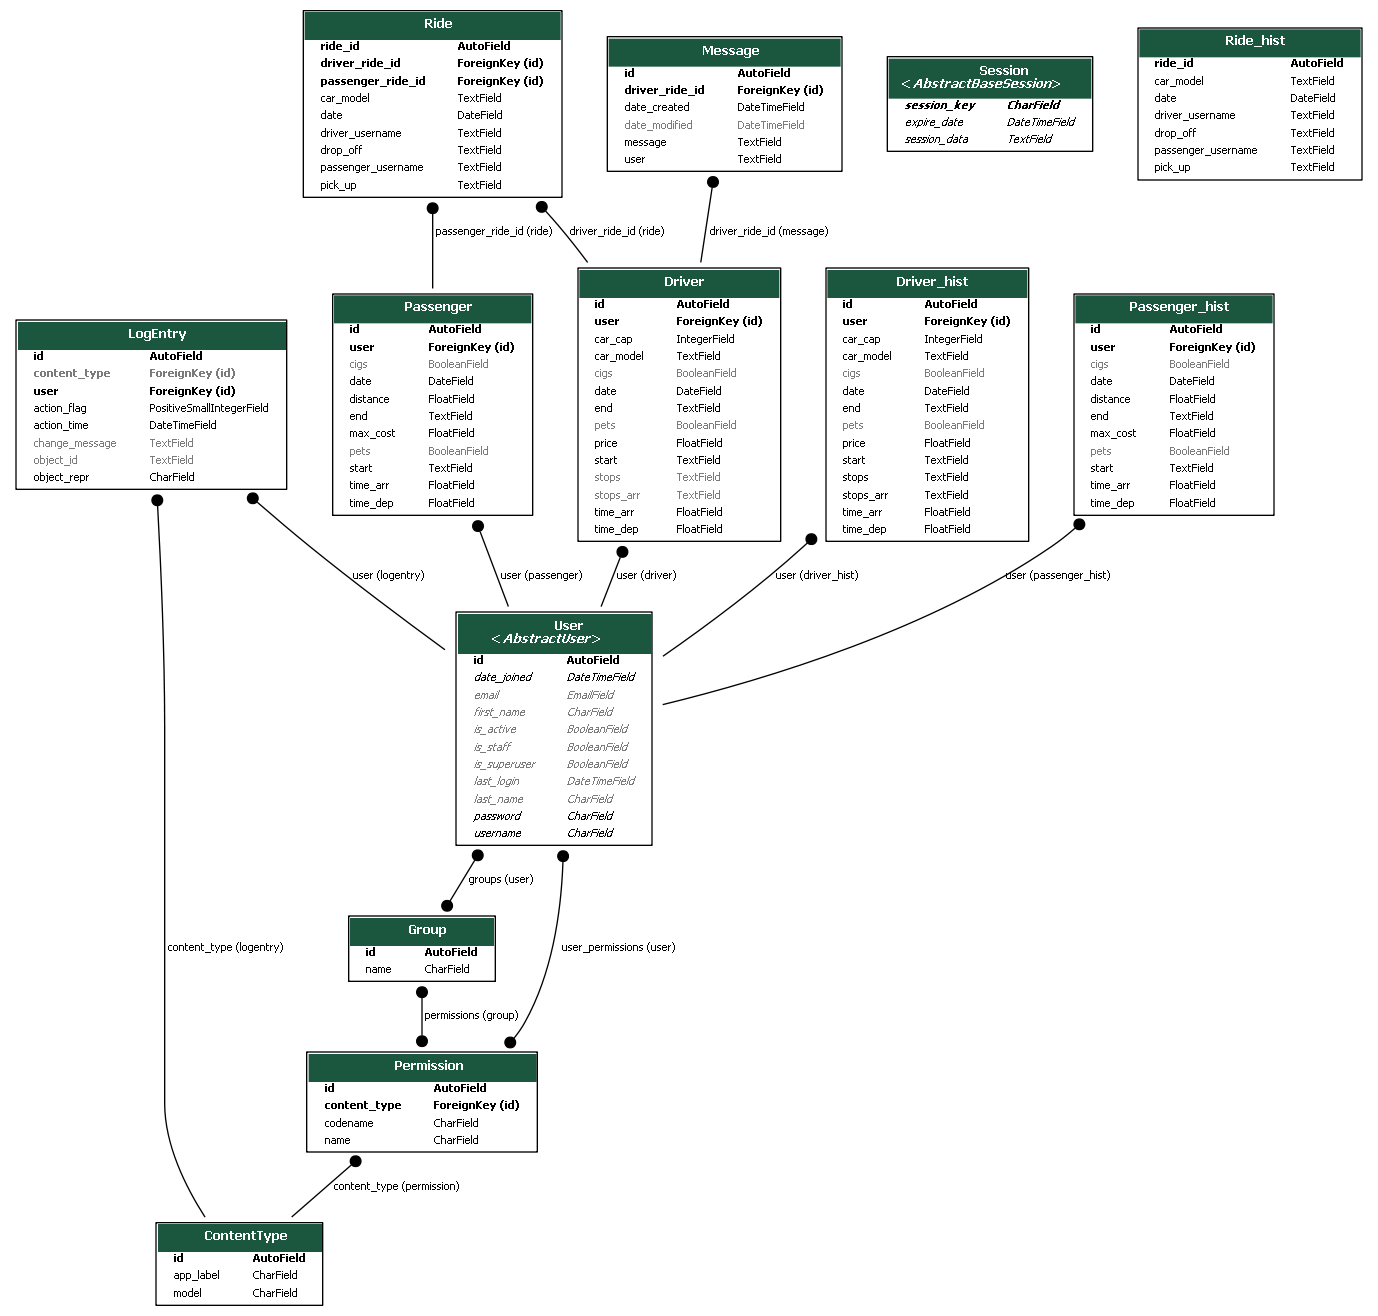 Ride
ride_id AutoField
driver_ride_id ForeignKey (id)
passenger_ride_id ForeignKey (id)
car_model TextField
date DateField
driver_username TextField
drop_off TextField
passenger_username TextField
pick_up TextField
Message
id AutoField
driver_ride_id ForeignKey (id)
date_created DateTimeField
date_modified DateTimeField
message TextField
user TextField
Session
<AbstractBaseSession>
session_key CharField
expire_date DateTimeField
session_data TextField
Ride_hist
ride_id AutoField
car_model TextField
date DateField
driver_username TextField
drop_off TextField
passenger_username TextField
pick_up TextField
passenger_ride_id (ride)
driver_ride_id (ride)
driver_ride_id (message)
LogEntry
id AutoField
content_type ForeignKey (id)
user ForeignKey (id)
action_flag PositiveSmallIntegerField
action_time DateTimeField
change_message TextField
object_id TextField
object_repr CharField
Passenger
id AutoField
user ForeignKey (id)
cigs BooleanField
date DateField
distance FloatField
end TextField
max_cost FloatField
pets BooleanField
start TextField
time_arr FloatField
time_dep FloatField
Driver
id AutoField
user ForeignKey (id)
car_cap IntegerField
car_model TextField
cigs BooleanField
date DateField
end TextField
pets BooleanField
price FloatField
start TextField
stops TextField
stops_arr TextField
time_arr FloatField
time_dep FloatField
Driver_hist
id AutoField
user ForeignKey (id)
car_cap IntegerField
car_model TextField
cigs BooleanField
date DateField
end TextField
pets BooleanField
price FloatField
start TextField
stops TextField
stops_arr TextField
time_arr FloatField
time_dep FloatField
Passenger_hist
id AutoField
user ForeignKey (id)
cigs BooleanField
date DateField
distance FloatField
end TextField
max_cost FloatField
pets BooleanField
start TextField
time_arr FloatField
time_dep FloatField
user (logentry)
user (passenger)
user (driver)
user (driver_hist)
user (passenger_hist)
User
<AbstractUser>
id AutoField
date_joined DateTimeField
email EmailField
first_name CharField
is_active BooleanField
is_staff BooleanField
is_superuser BooleanField
last_login DateTimeField
last_name CharField
password CharField
username CharField
groups (user)
Group
id AutoField
name CharField
content_type (logentry)
user_permissions (user)
permissions (group)
Permission
id AutoField
content_type ForeignKey (id)
codename CharField
name CharField
content_type (permission)
ContentType
id AutoField
app_label CharField
model CharField